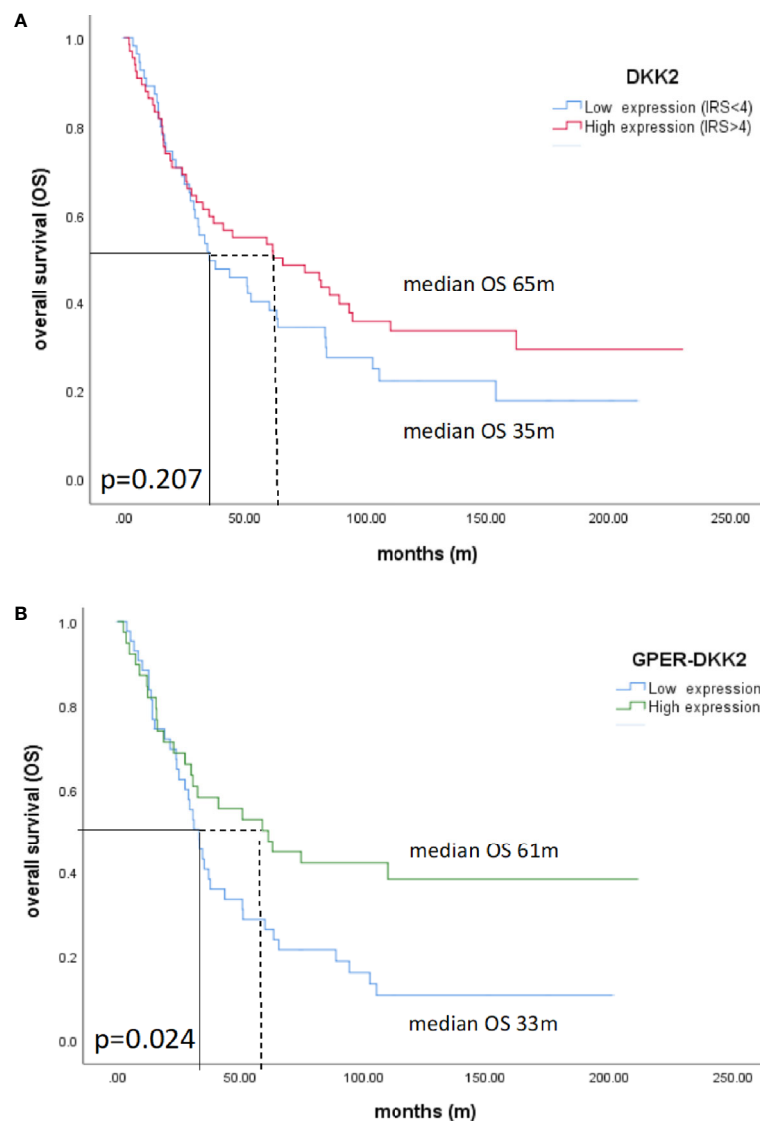 A
1.0
0.8
0.6
0.4
0.2
0.0
overall survival (OS)
DKK2
Low expression (IRS<4)
High expression (IRS>4)
median OS 65m
median OS 35m
p=0.207
.00 50.00 100.00 150.00 200.00 250.00
months (m)
B
1.0
0.8
0.6
0.4
0.2
0.0
overall survival (OS)
GPER-DKK2
Low expression
High expression
median OS 61m
median OS 33m
p=0.024
.00 50.00 100.00 150.00 200.00 250.00
months (m)